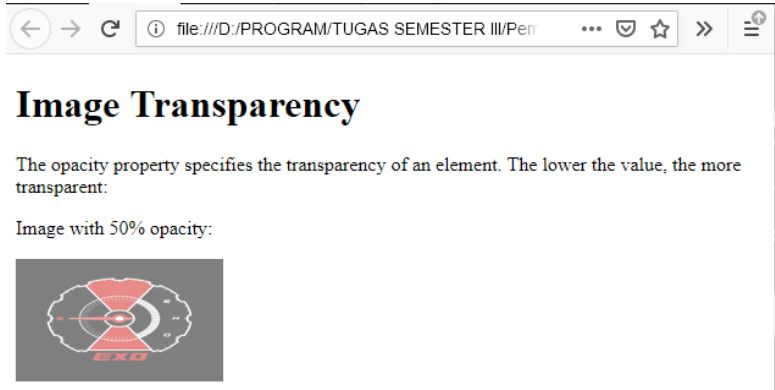 file:///D:/PROGRAM/TUGAS SEMESTER III/Pem
Image Transparency
The opacity property specifies the transparency of an element. The lower the value, the more
transparent:
Image with 50% opacity:
E
E X O
EXO